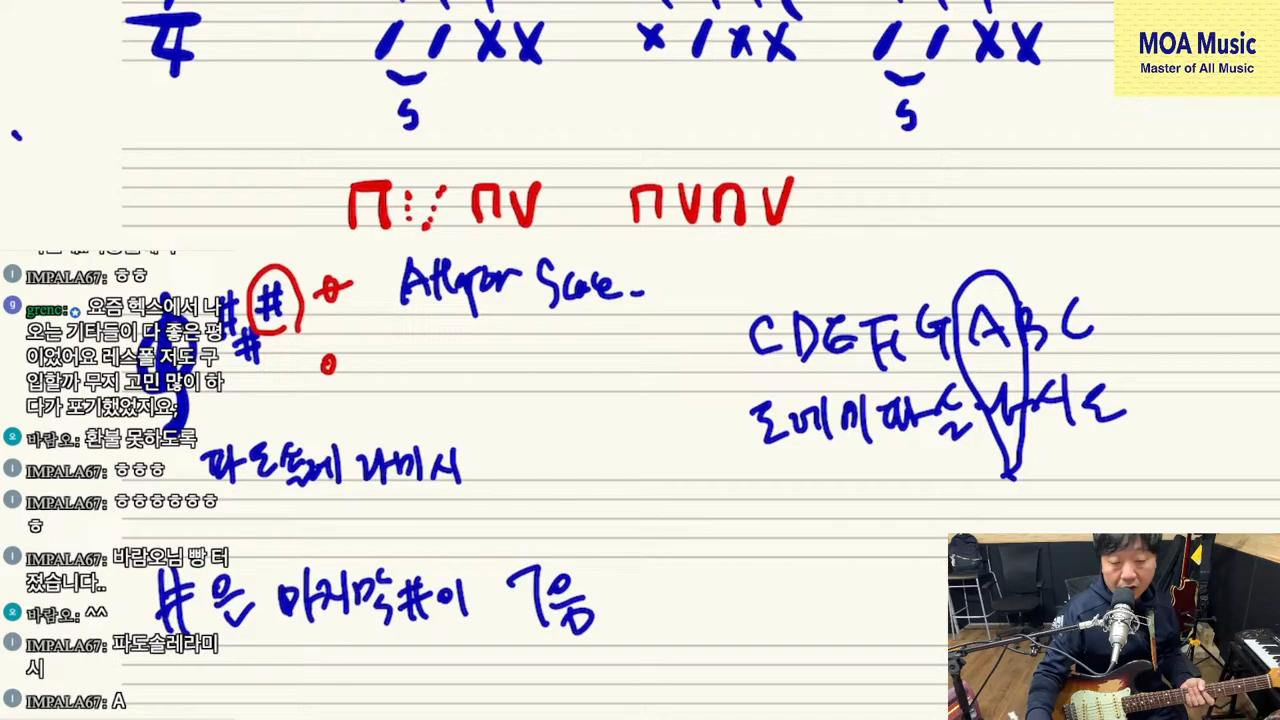 4
MOA Music
Master of All Music
S
S
A Major Scale
C D E F G A B C
도레미파솔라시도
파도솔레라미시
#은 마지막#이 7음
IMPALA67: ㅎㅎ
grene: 요즘 헥스에서 나
오는 기타들이 다 좋은 평
이었어요 레스폴 저도 구
입할까 무지 고민 많이 하
다가 포기했었지요.
바람오: 환불 못하도록
IMPALA67: ㅎㅎㅎ
IMPALA67: ㅎㅎㅎㅎㅎㅎ
ㅎ
IMPALA67: 바람오님 빵 터
졌습니다..
바람오: ^^
IMPALA67: 파도솔레라미
시
IMPALA67: A